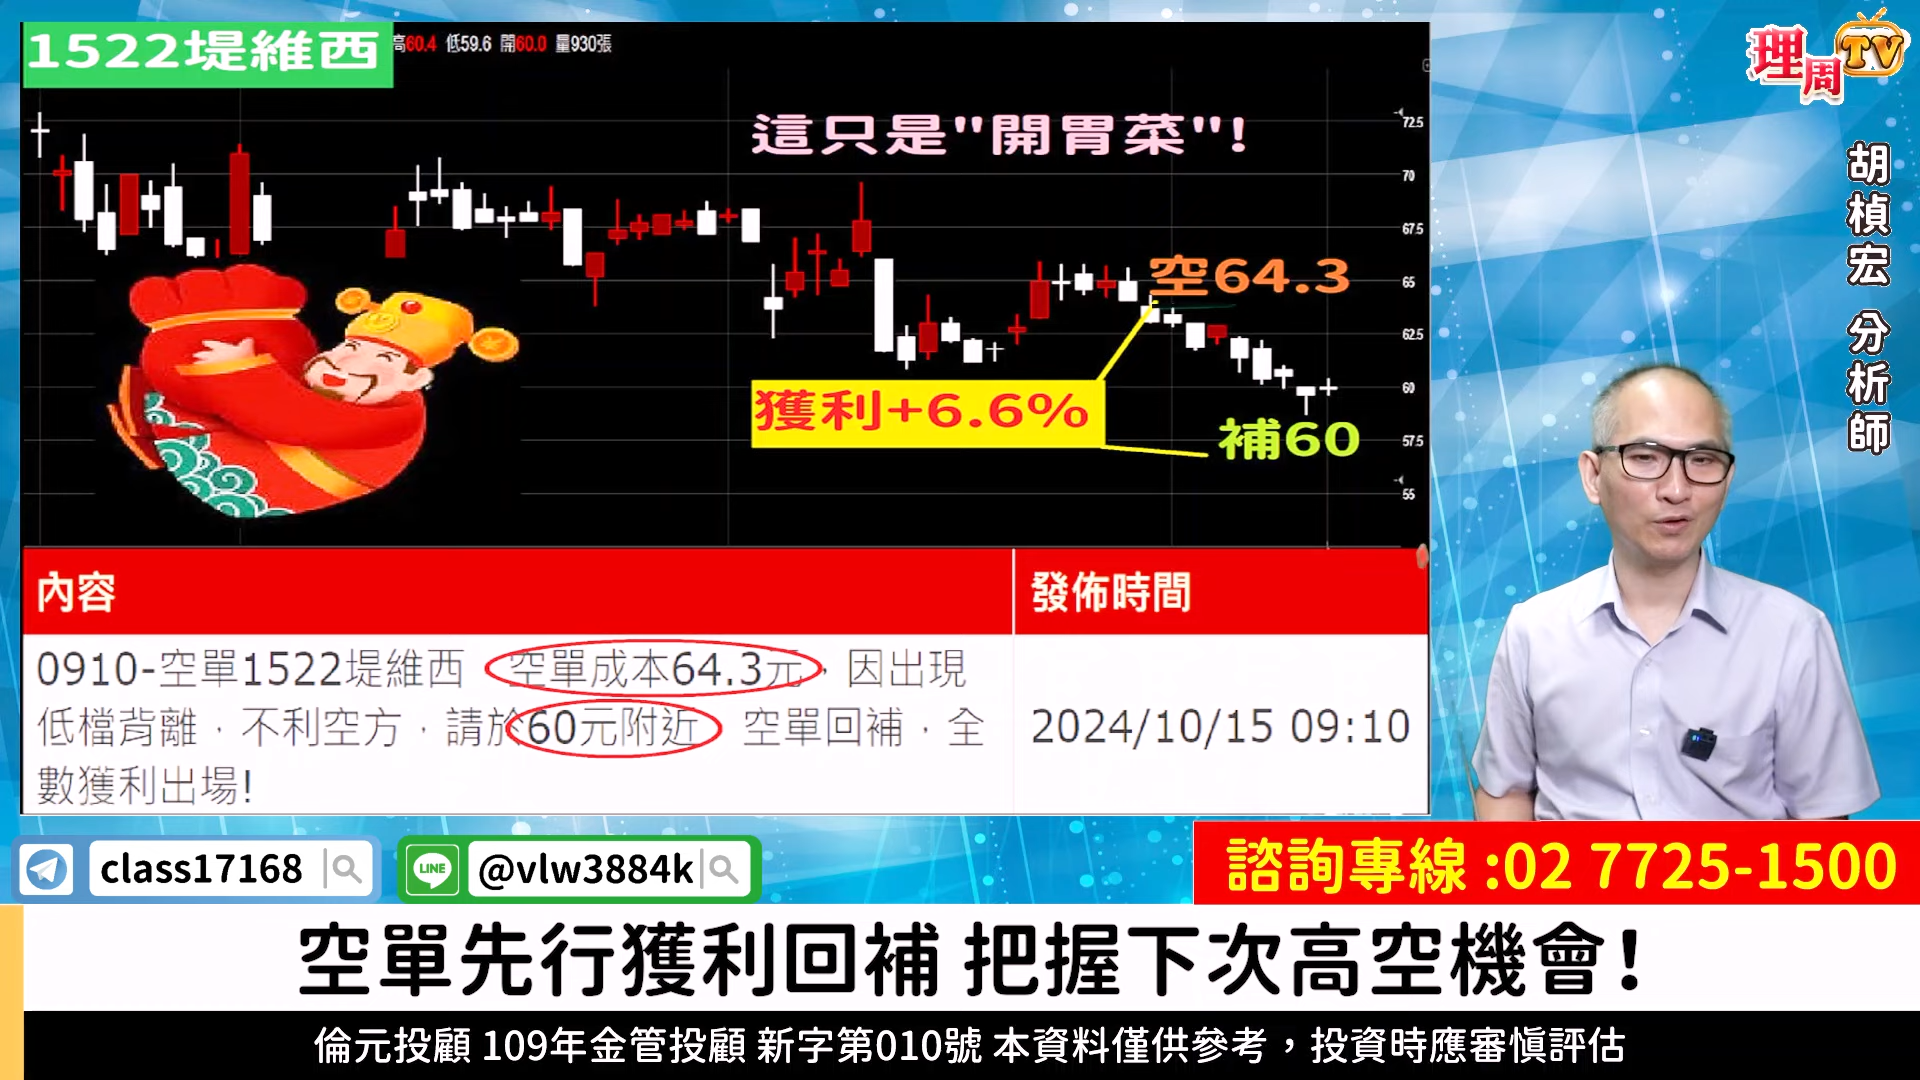 1522堤維西
高60.4 低59.6 開60.0 量930張
理周TV
胡楨宏 分析師
這只是"開胃菜"!
72.5
70
67.5
65
62.5
60
57.5
55
空64.3
獲利+6.6%
補60
內容
發佈時間
0910-空單1522堤維西 空單成本64.3元，因出現
低檔背離，不利空方，請於60元附近 空單回補，全
數獲利出場!
2024/10/15 09:10
class17168
LINE
@vlw3884k
諮詢專線 :02 7725-1500
空單先行獲利回補 把握下次高空機會!
倫元投顧 109年金管投顧 新字第010號 本資料僅供參考，投資時應審慎評估